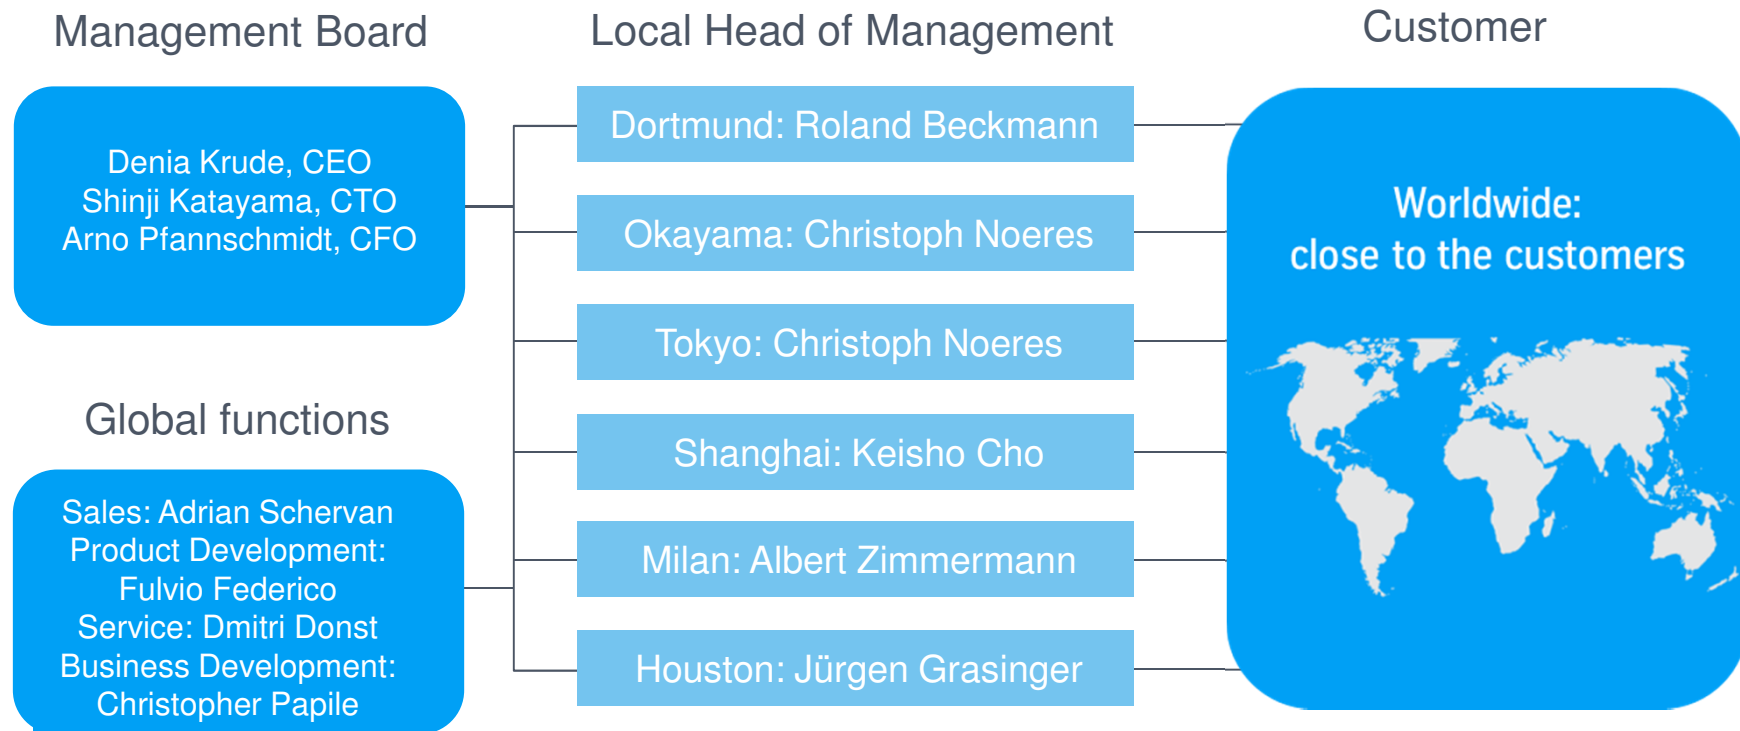 Management Board
Denia Krude, CEO
Shinji Katayama, CTO
Arno Pfannschmidt, CFO
Global functions
Sales: Adrian Schervan
Product Development:
Fulvio Federico
Service: Dmitri Donst
Business Development:
Christopher Papile
Local Head of Management
Dortmund: Roland Beckmann
Okayama: Christoph Noeres
Tokyo: Christoph Noeres
Shanghai: Keisho Cho
Milan: Albert Zimmermann
Houston: Jürgen Grasinger
Customer
Worldwide:
close to the customers